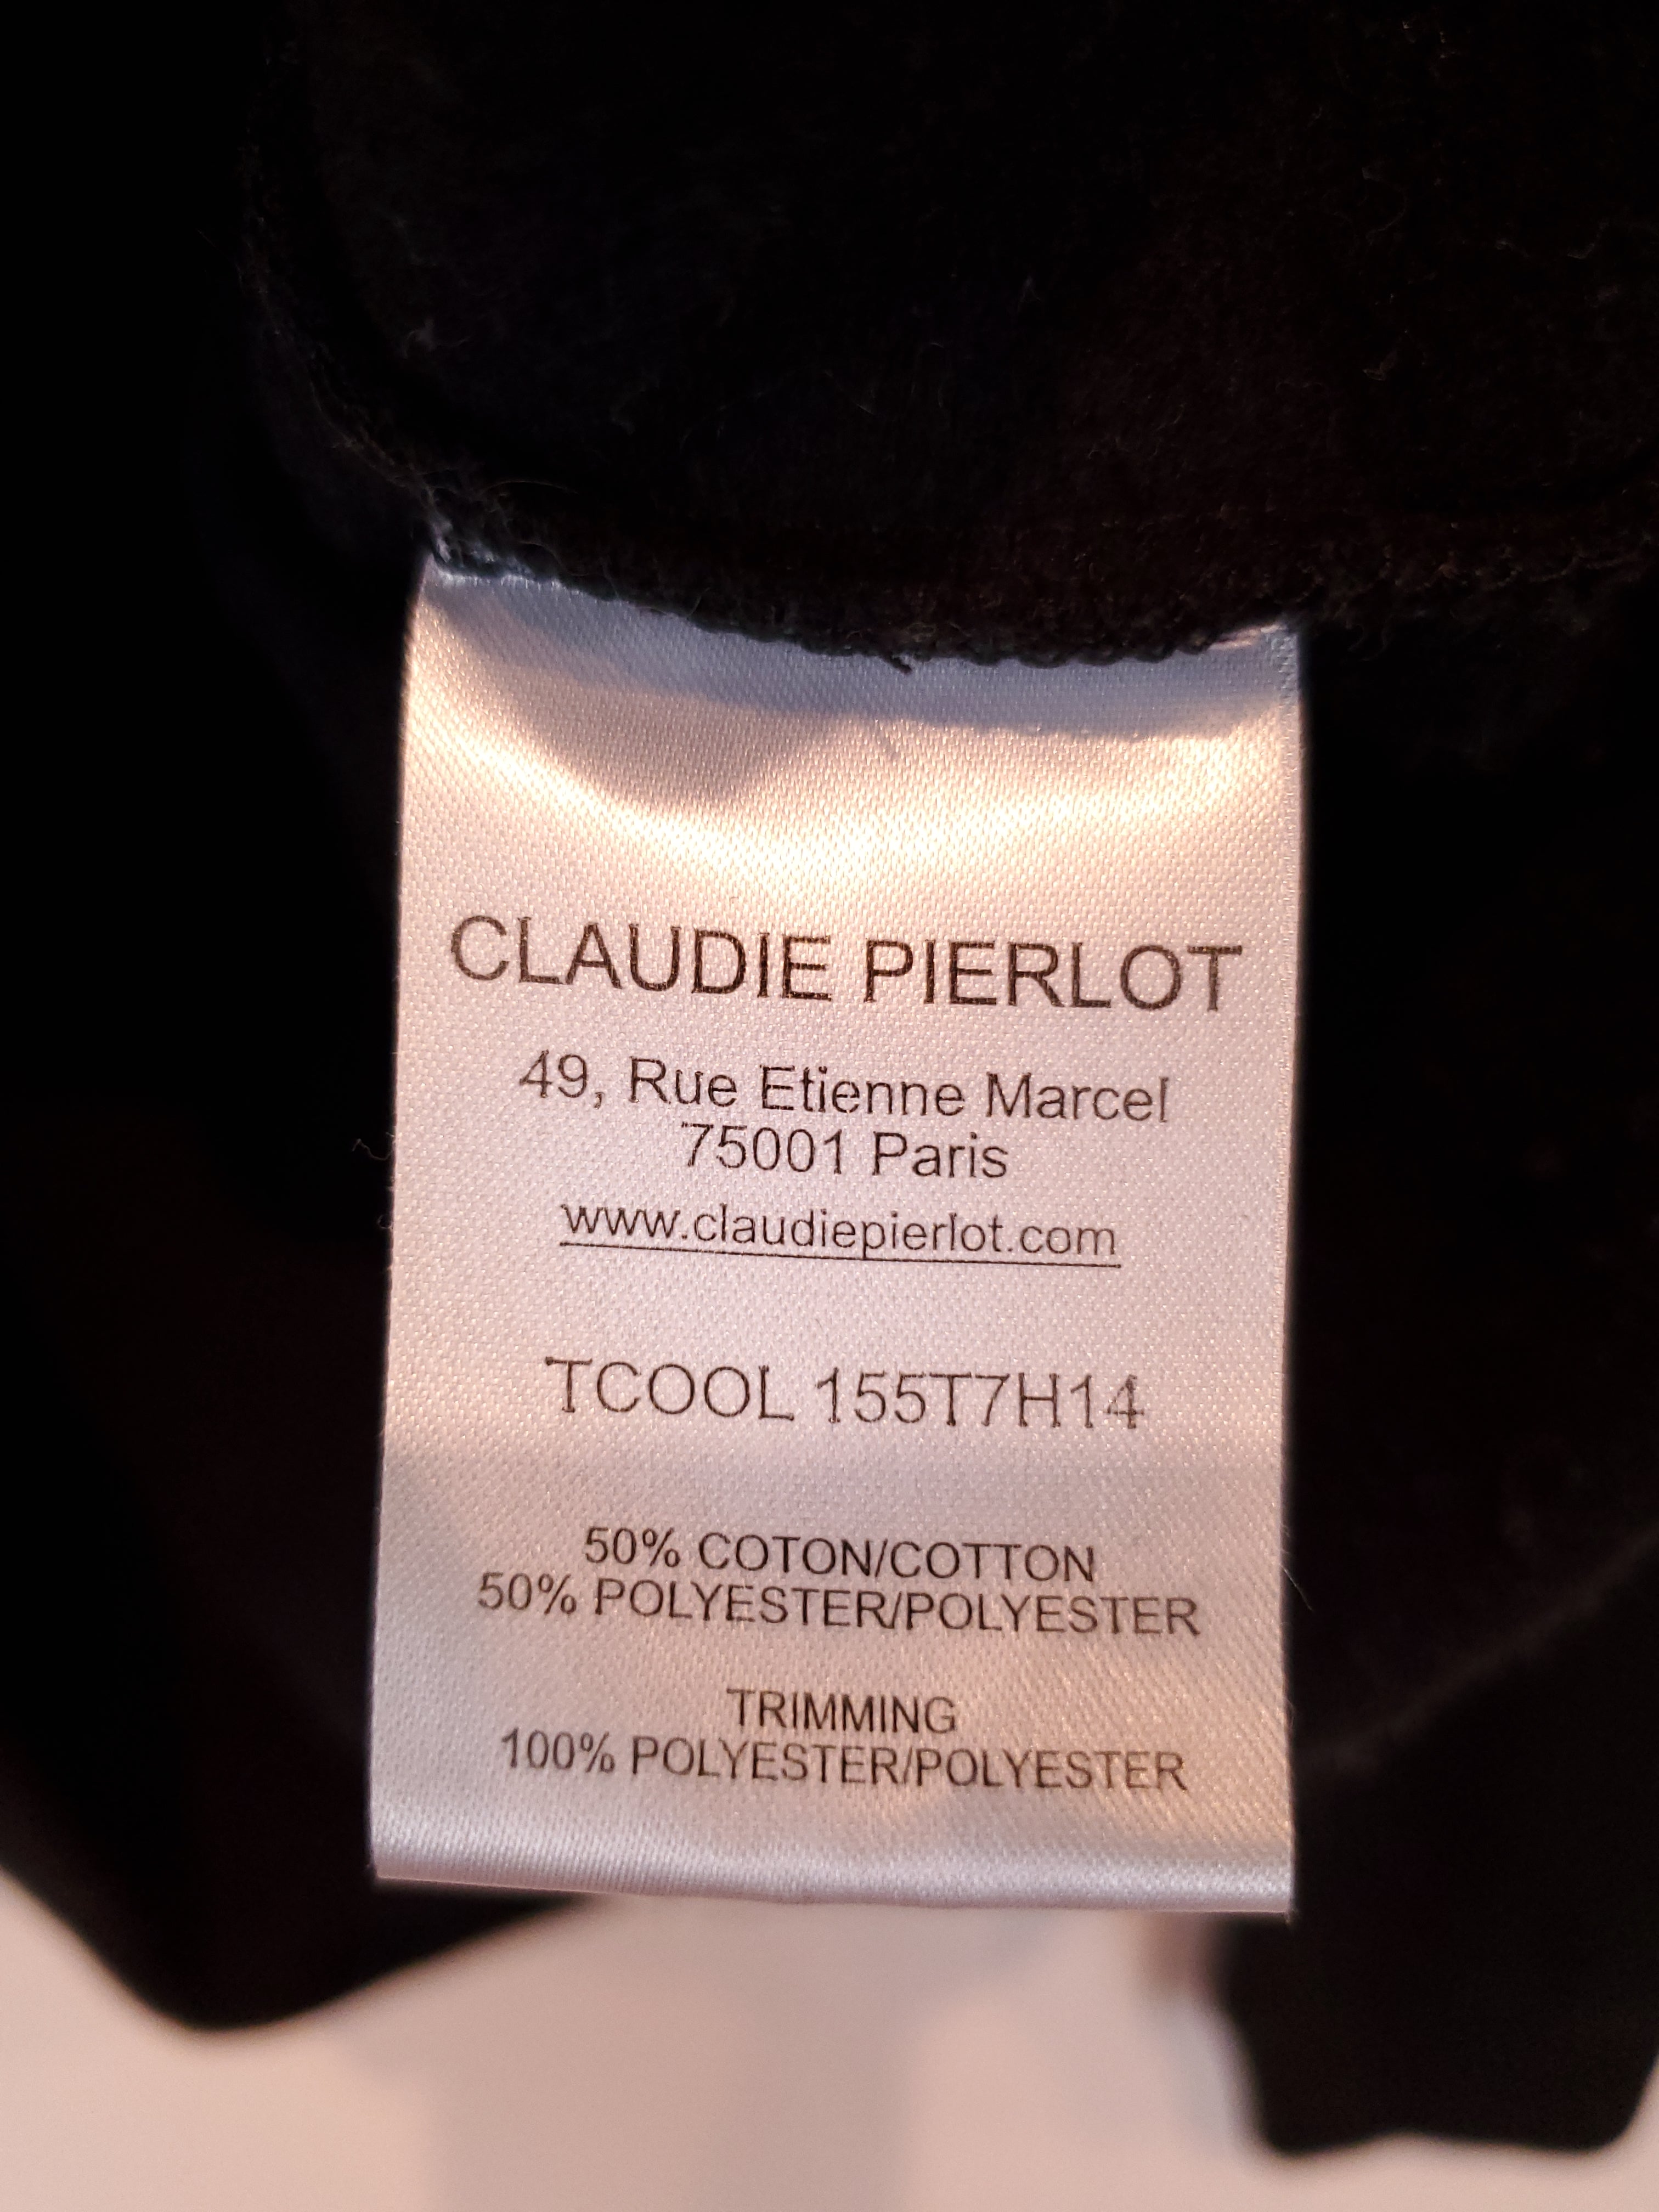 CLAUDIE PIERLOT
49, Rue Etienne Marcel
75001 Paris
www.claudiepierlot.com
TCOOL 155T7H14
50% COTON/COTTON
50% POLYESTER/POLYESTER
TRIMMING
100% POLYESTER/POLYESTER